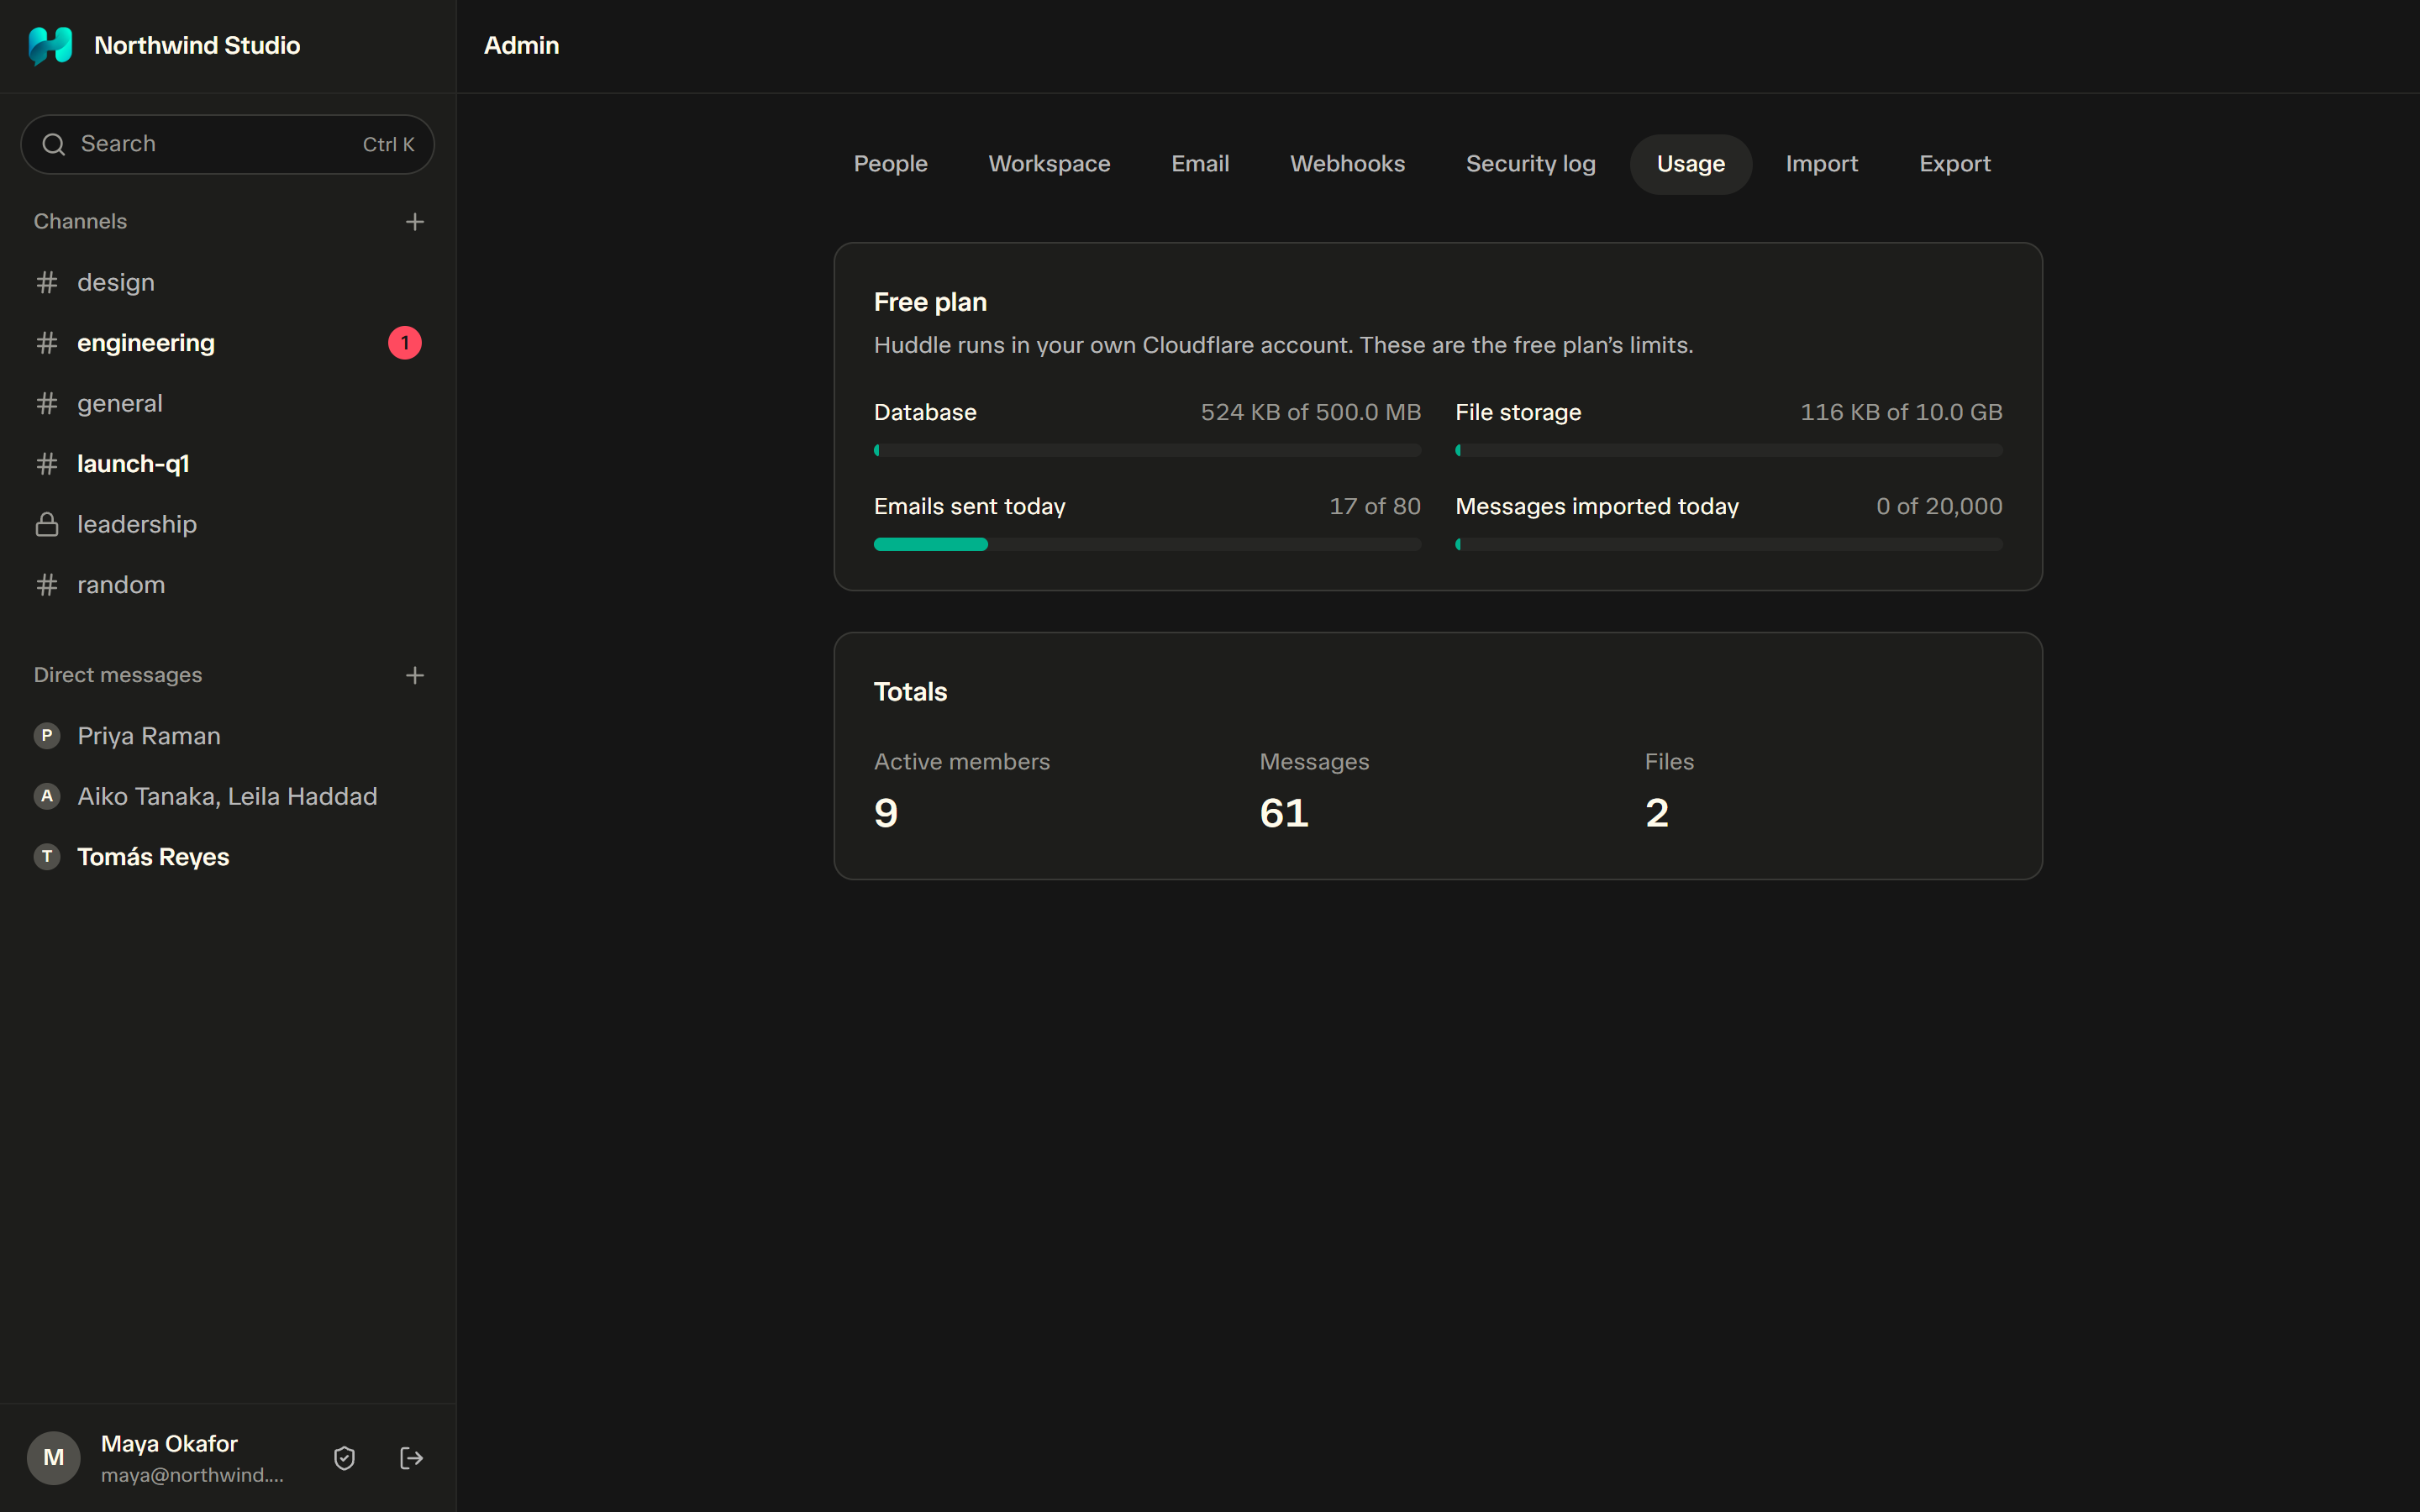 Northwind Studio
Search
Ctrl K
Channels
design
engineering
1
general
launch-q1
leadership
random
Direct messages
P
Priya Raman
A
Aiko Tanaka, Leila Haddad
T
Tomás Reyes
M
Maya Okafor
maya@northwind....
Admin
People
Workspace
Email
Webhooks
Security log
Usage
Import
Export
Free plan
Huddle runs in your own Cloudflare account. These are the free plan’s limits.
Database
524 KB of 500.0 MB
File storage
116 KB of 10.0 GB
Emails sent today
17 of 80
Messages imported today
0 of 20,000
Totals
Active members
9
Messages
61
Files
2